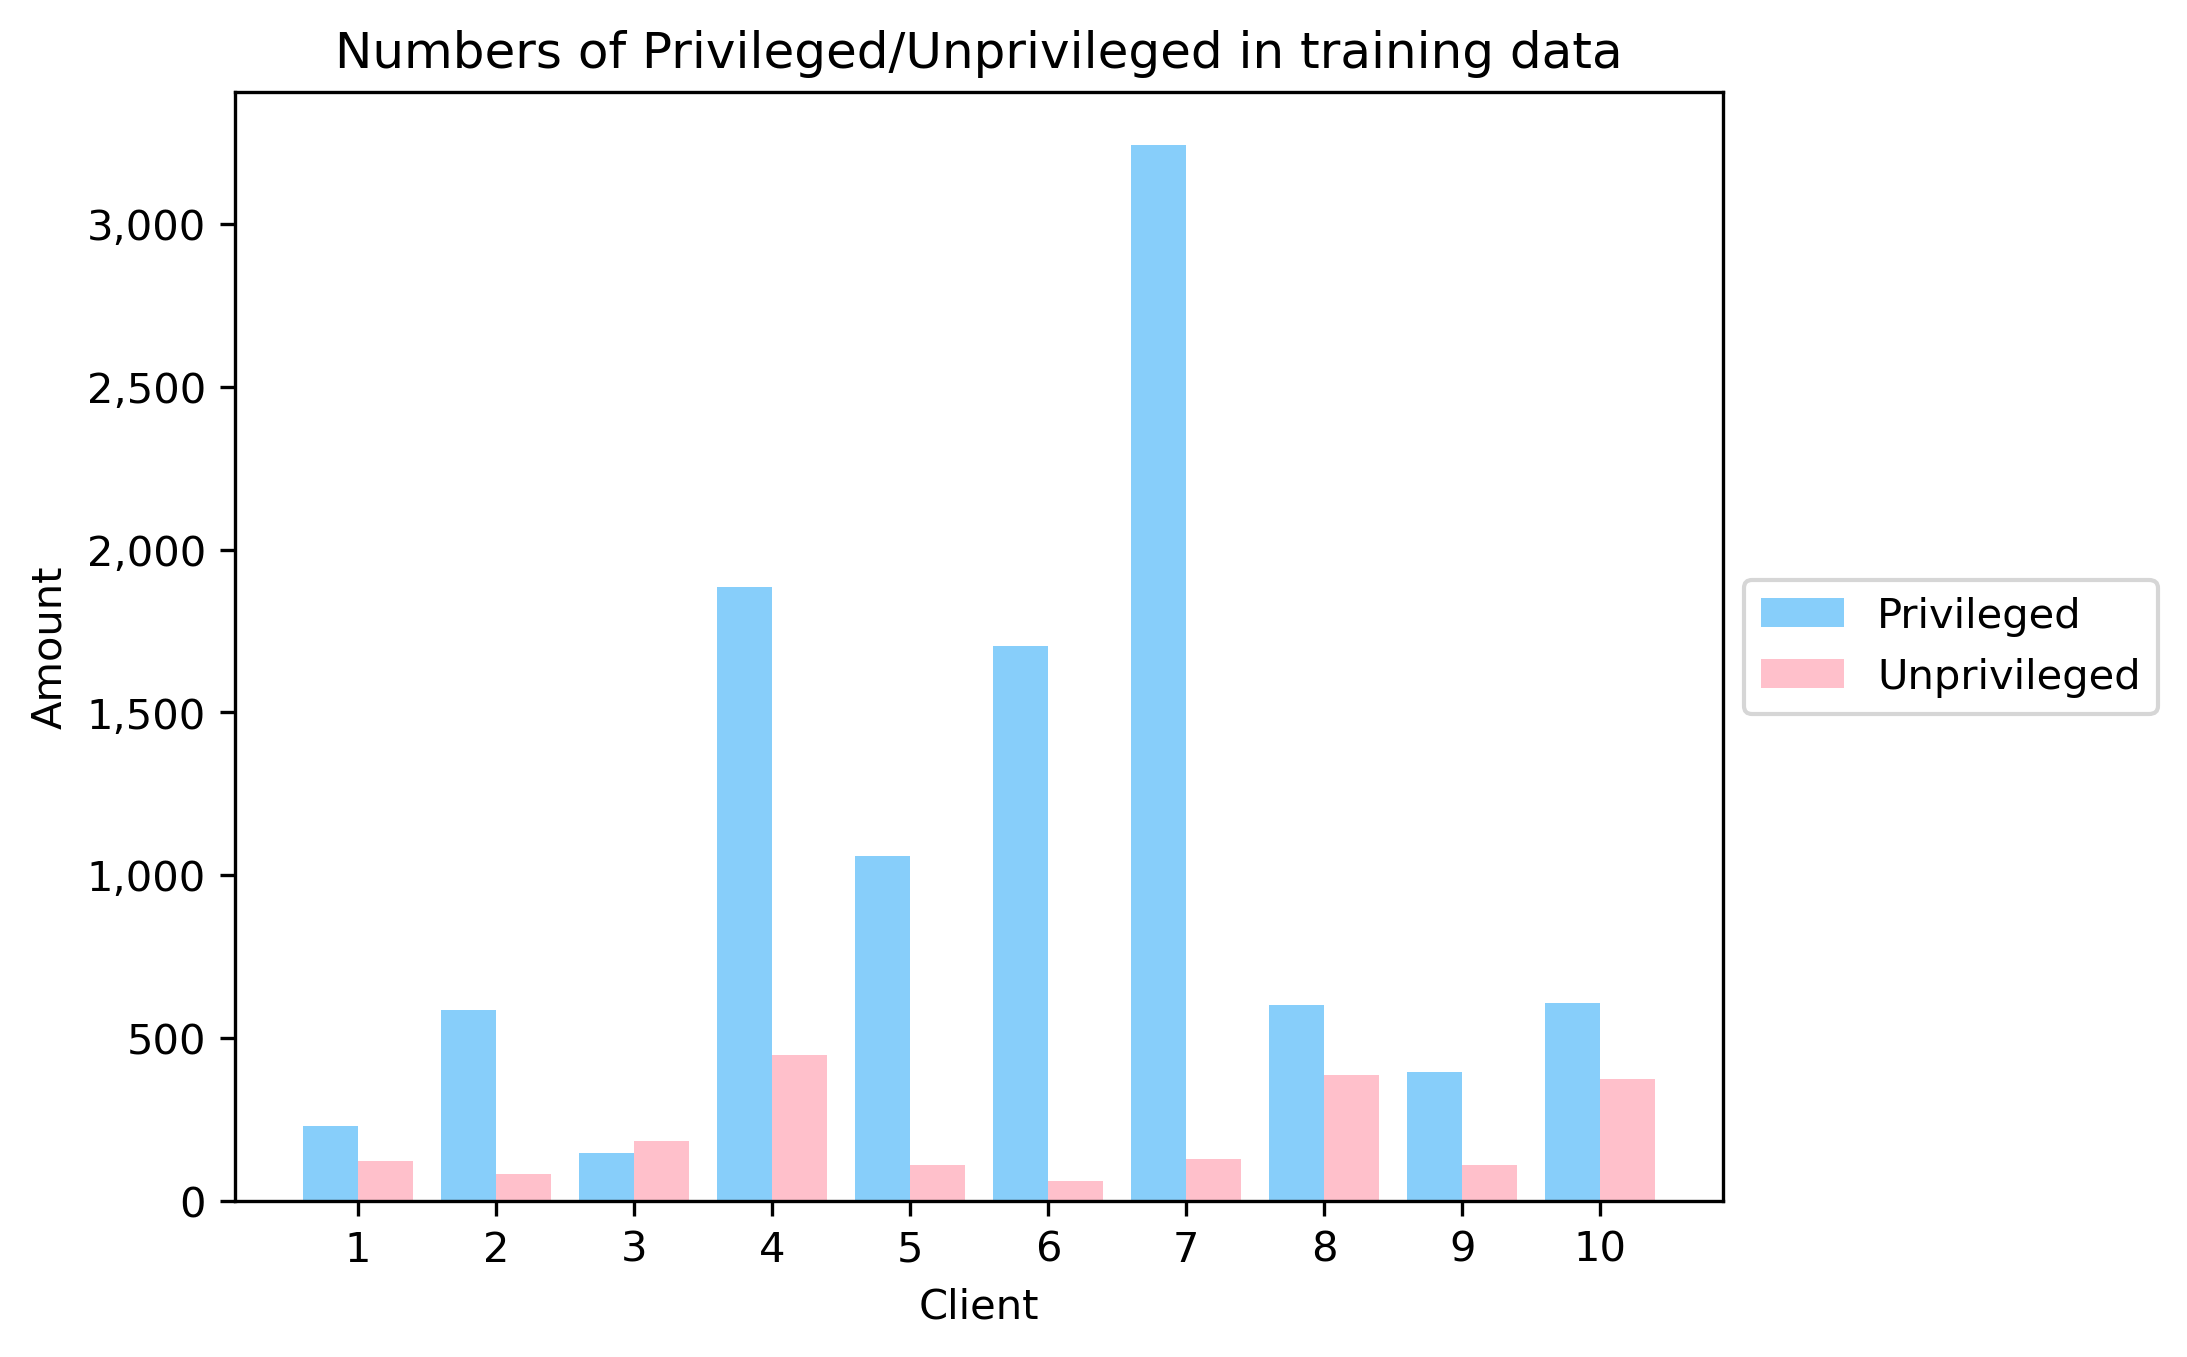 Numbers of Privileged/Unprivileged in training data
3,000
2,500
2,000
1,500
1,000
500
0
Amount
1 2 3 4 5 6 7 8 9 10
Client
Privileged
Unprivileged